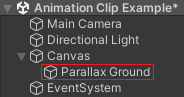 Animation Clip Example*
Main Camera
Directional Light
Canvas
Parallax Ground
EventSystem